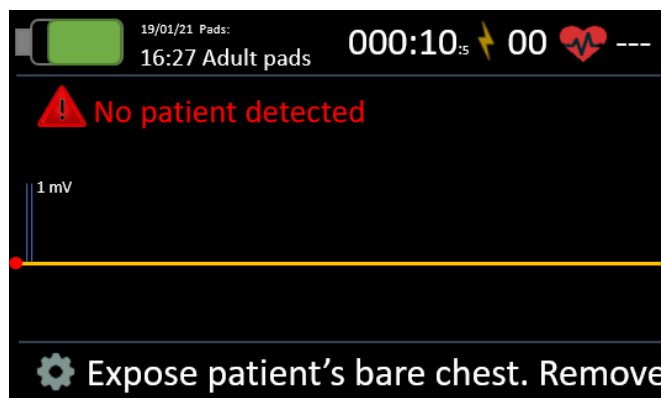 19/01/21 Pads:
16:27 Adult pads 000:10:5 00 ---
No patient detected
1 mV
Expose patient's bare chest. Remove